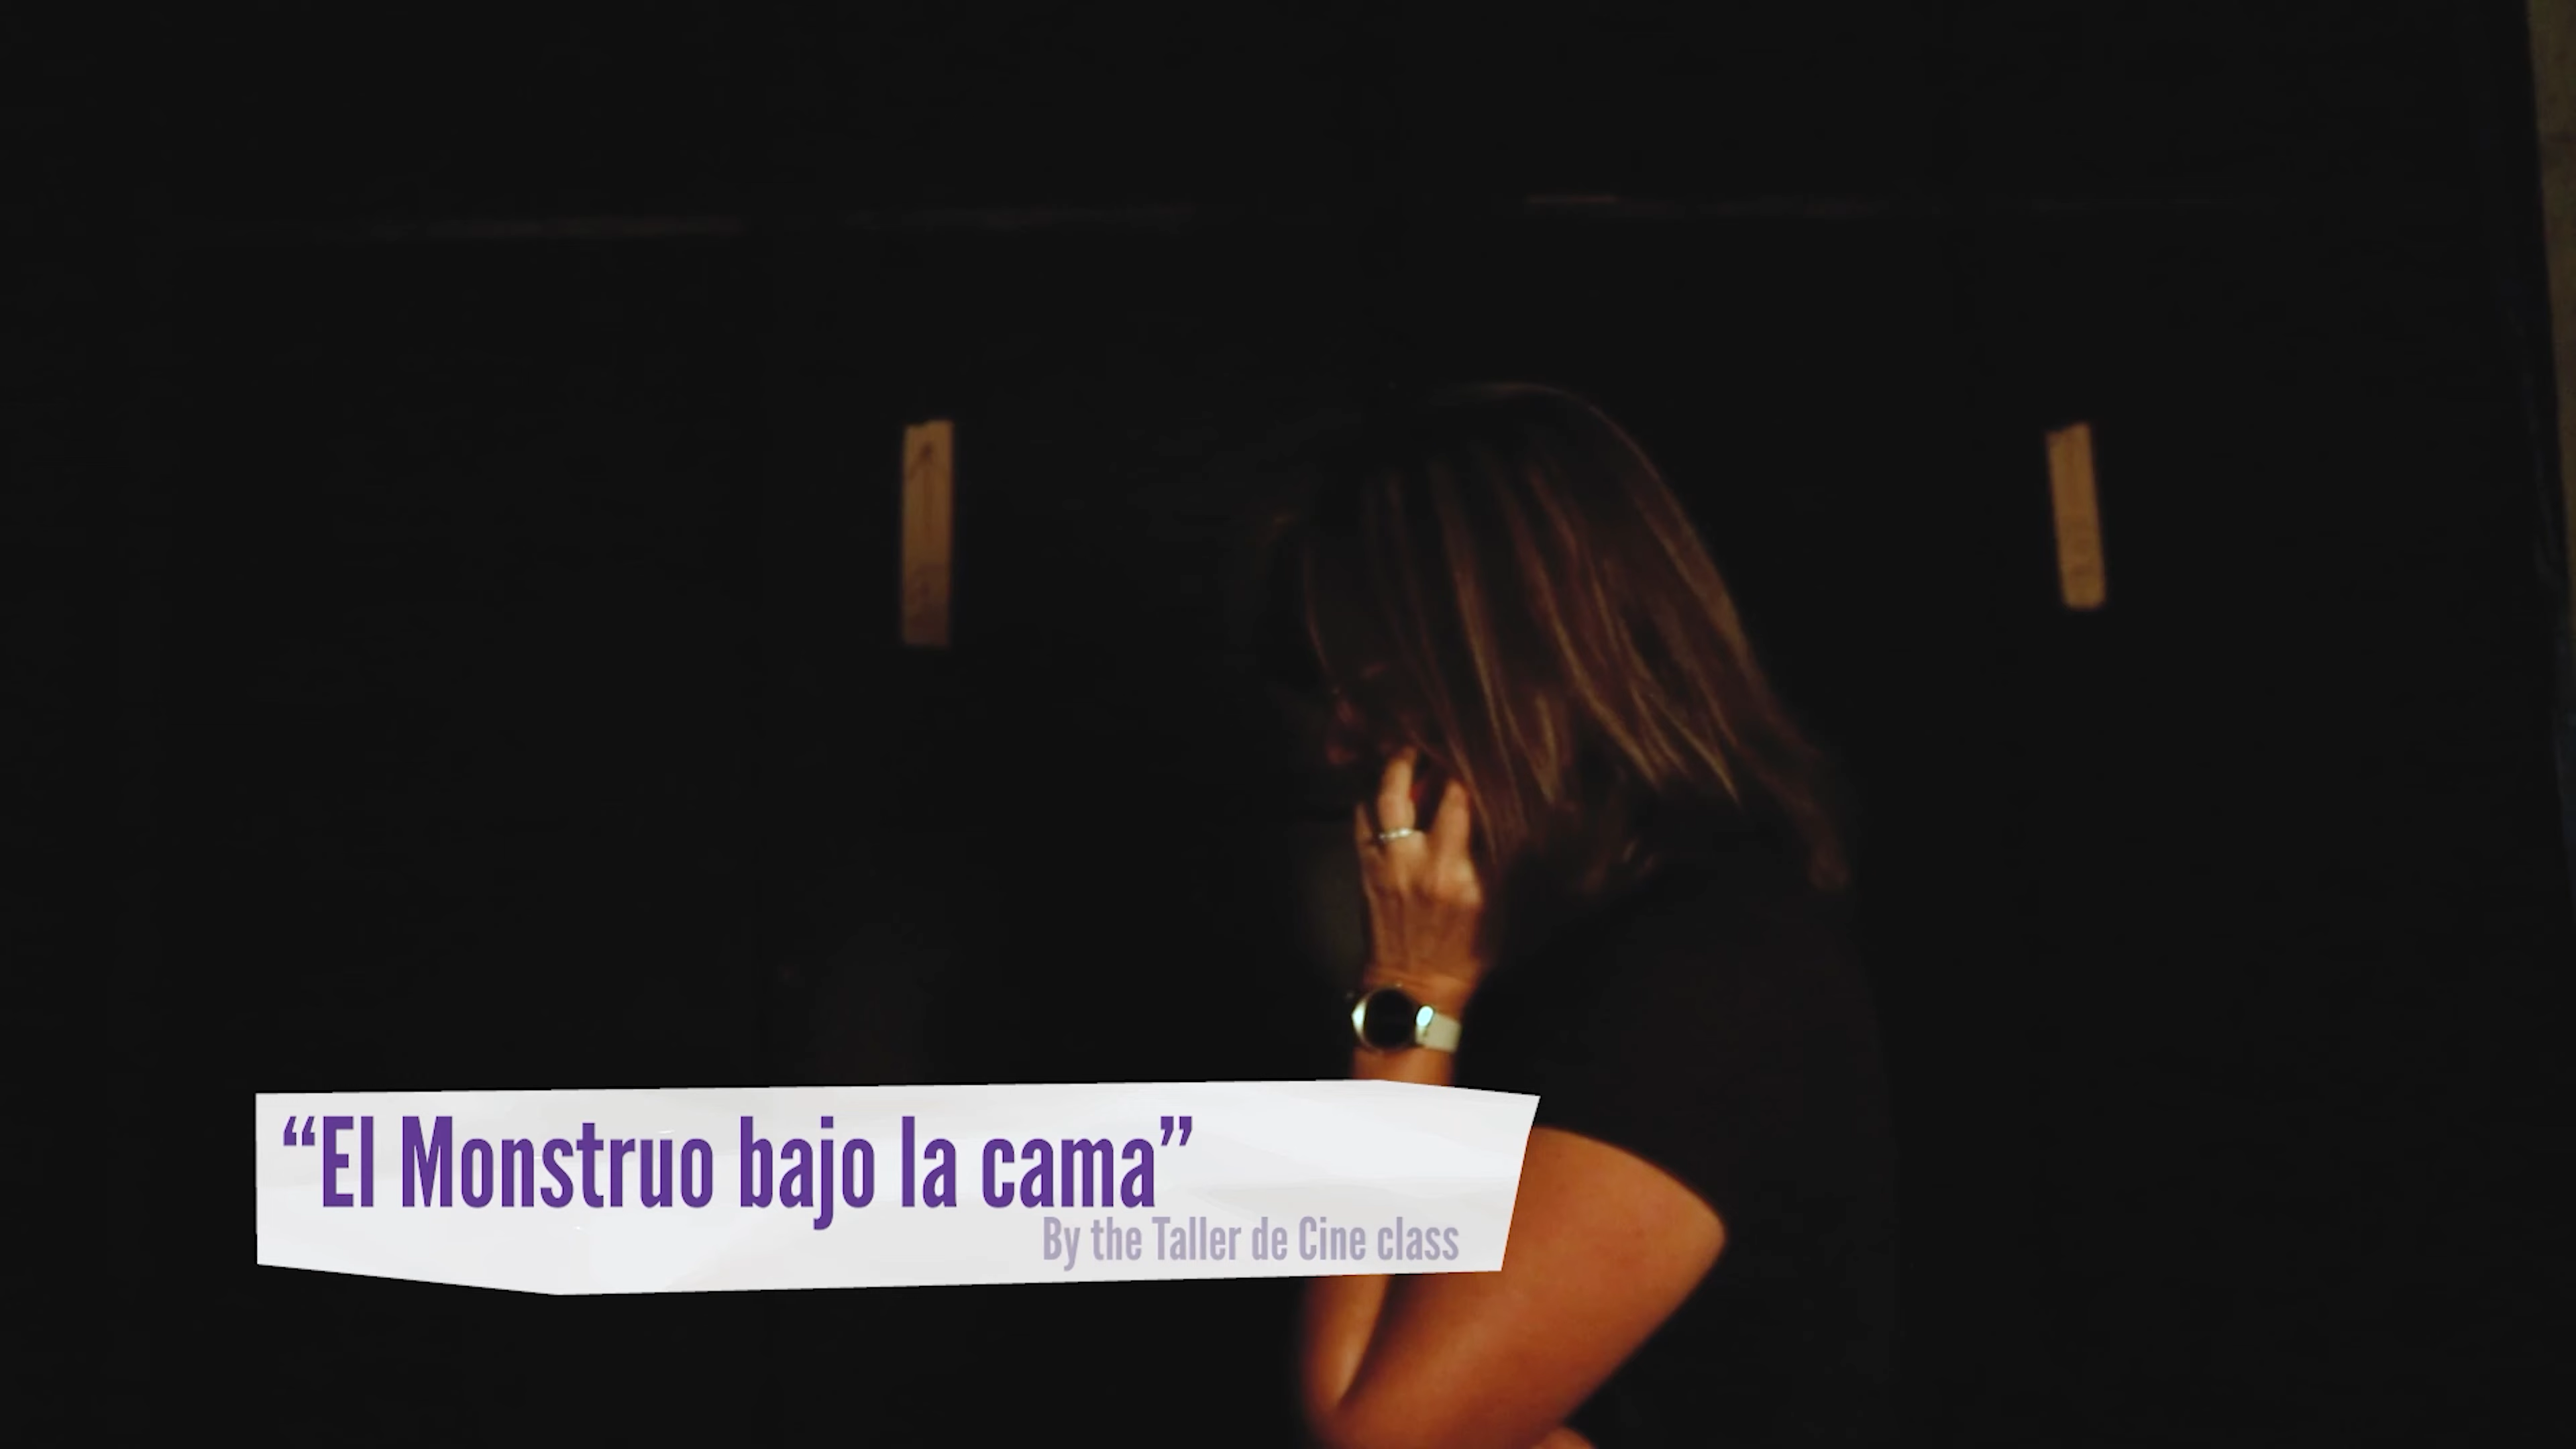 “El Monstruo bajo la cama”
By the Taller de Cine class